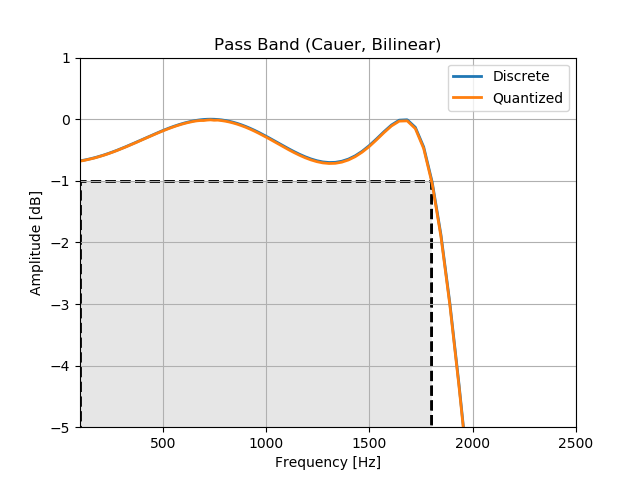 Pass Band (Cauer, Bilinear)
Discrete
Quantized
Amplitude [dB]
1
0
−1
−2
−3
−4
−5
500
1000
1500
2000
2500
Frequency [Hz]